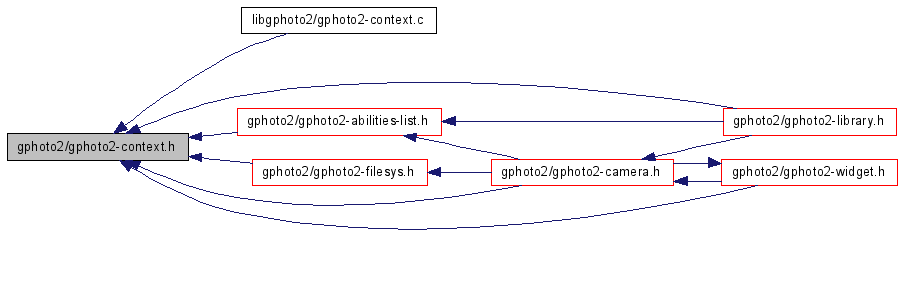 libgphoto2/gphoto2-context.c
gphoto2/gphoto2-abilities-list.h
gphoto2/gphoto2-library.h
gphoto2/gphoto2-context.h
gphoto2/gphoto2-filesys.h
gphoto2/gphoto2-camera.h
gphoto2/gphoto2-widget.h